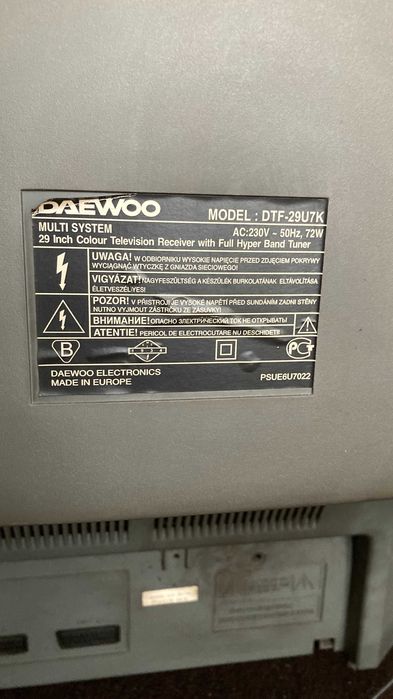 DAEWOO
MODEL : DTF-29U7K
MULTI SYSTEM
AC:230V ~ 50Hz, 72W
29 Inch Colour Television Receiver with Full Hyper Band Tuner
UWAGA! W ODBIORNIKU WYSOKIE NAPIĘCIE PRZED ZDJĘCIEM POKRYWY
WYCIĄGNĄĆ WTYCZKĘ Z GNIAZDA SIECIOWEGO!
VIGYÁZAT! NAGYFESZÜLTSÉG A KÉSZÜLÉK BURKOLATÁNAK ELTÁVOLÍTÁSA
ÉLETVESZÉLYES!
POZOR! V PŘÍSTROJI JE VYSOKÉ NAPĚTÍ PŘED SUNDÁNÍM ZADNÍ STĚNY
NUTNO VYJMOUT ZÁSTRČKU ZE ZÁSUVKY!
ВНИМАНИЕ! ОПАСНО ЭЛЕКТРИЧЕСКИЙ ТОК НЕ ОТКРЫВАТЬ!
ATENTIE! PERICOL DE ELECTROCUTARE NU DESCHIDETI!
B
DAEWOO ELECTRONICS
MADE IN EUROPE
PSUE6U7022